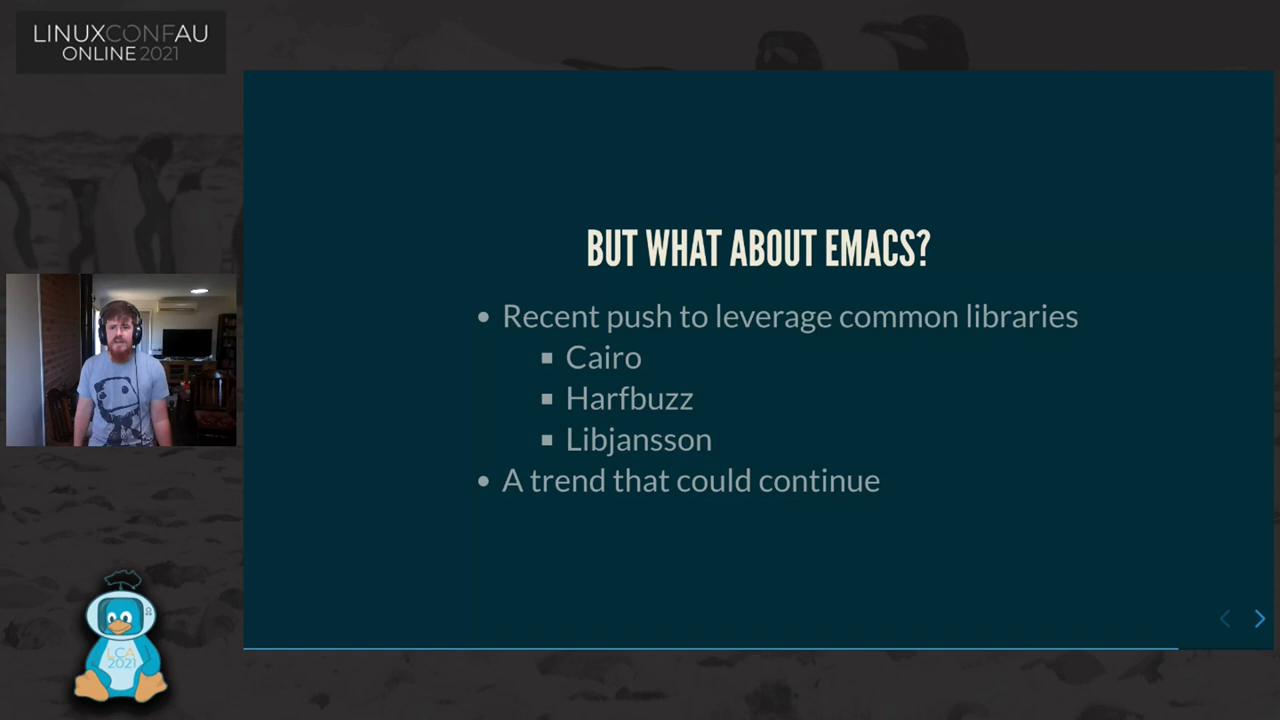 LINUXCONFAU
ONLINE 2021
BUT WHAT ABOUT EMACS?
• Recent push to leverage common libraries
▪ Cairo
▪ Harfbuzz
▪ Libjansson
• A trend that could continue
LCA
2021